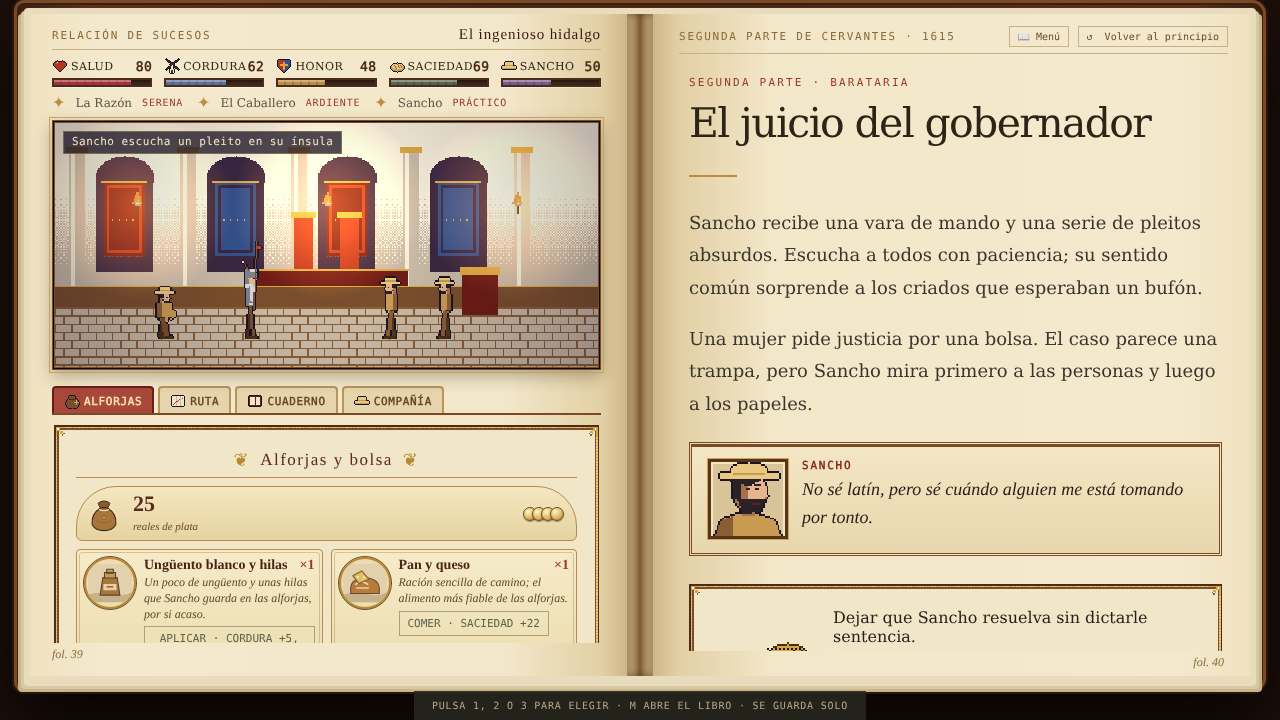 RELACIÓN DE SUCESOS
El ingenioso hidalgo
SALUD 80
CORDURA 62
HONOR 48
SACIEDAD 69
SANCHO 50
La Razón SERENA
El Caballero ARDIENTE
Sancho PRÁCTICO
Sancho escucha un pleito en su ínsula
ALFORJAS
RUTA
CUADERNO
COMPAÑÍA
Alforjas y bolsa
25
reales de plata
Ungüento blanco y hilas ×1
Un poco de ungüento y unas hilas
que Sancho guarda en las alforjas,
por si acaso.
APLICAR · CORDURA +5,
Pan y queso ×1
Ración sencilla de camino; el
alimento más fiable de las alforjas.
COMER · SACIEDAD +22
fol. 39
SEGUNDA PARTE DE CERVANTES · 1615
Menú
Volver al principio
SEGUNDA PARTE · BARATARIA
El juicio del gobernador
Sancho recibe una vara de mando y una serie de pleitos
absurdos. Escucha a todos con paciencia; su sentido
común sorprende a los criados que esperaban un bufón.
Una mujer pide justicia por una bolsa. El caso parece una
trampa, pero Sancho mira primero a las personas y luego
a los papeles.
SANCHO
No sé latín, pero sé cuándo alguien me está tomando
por tonto.
Dejar que Sancho resuelva sin dictarle
sentencia.
fol. 40
PULSA 1, 2 O 3 PARA ELEGIR · M ABRE EL LIBRO · SE GUARDA SOLO